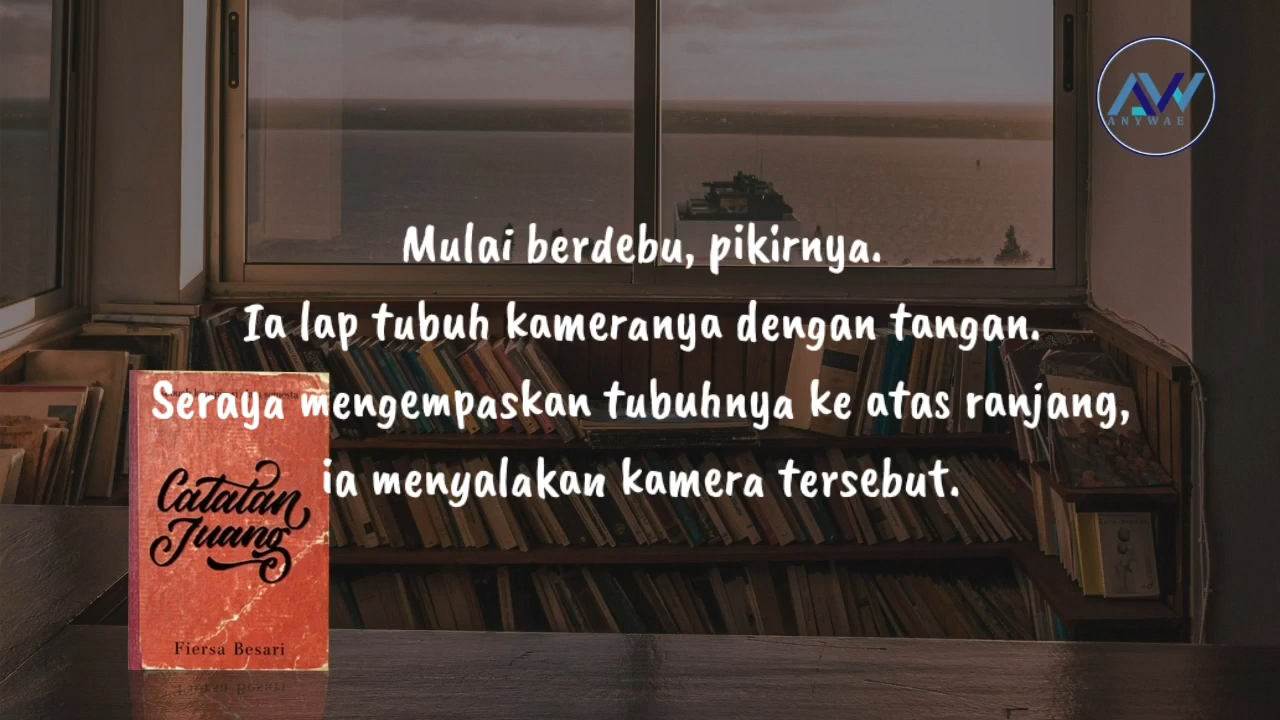 ANYWAE
Mulai berdebu, pikirnya.
Ia lap tubuh kameranya dengan tangan.
Seraya mengempaskan tubuhnya ke atas ranjang,
ia menyalakan kamera tersebut.
Catatan
Juang
Fiersa Besari